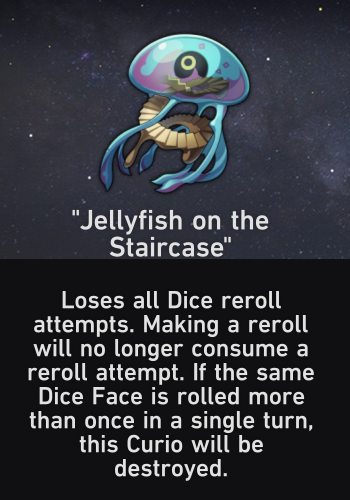 "Jellyfish on the
Staircase"
Loses all Dice reroll
attempts. Making a reroll
will no longer consume a
reroll attempt. If the same
Dice Face is rolled more
than once in a single turn,
this Curio will be
destroyed.